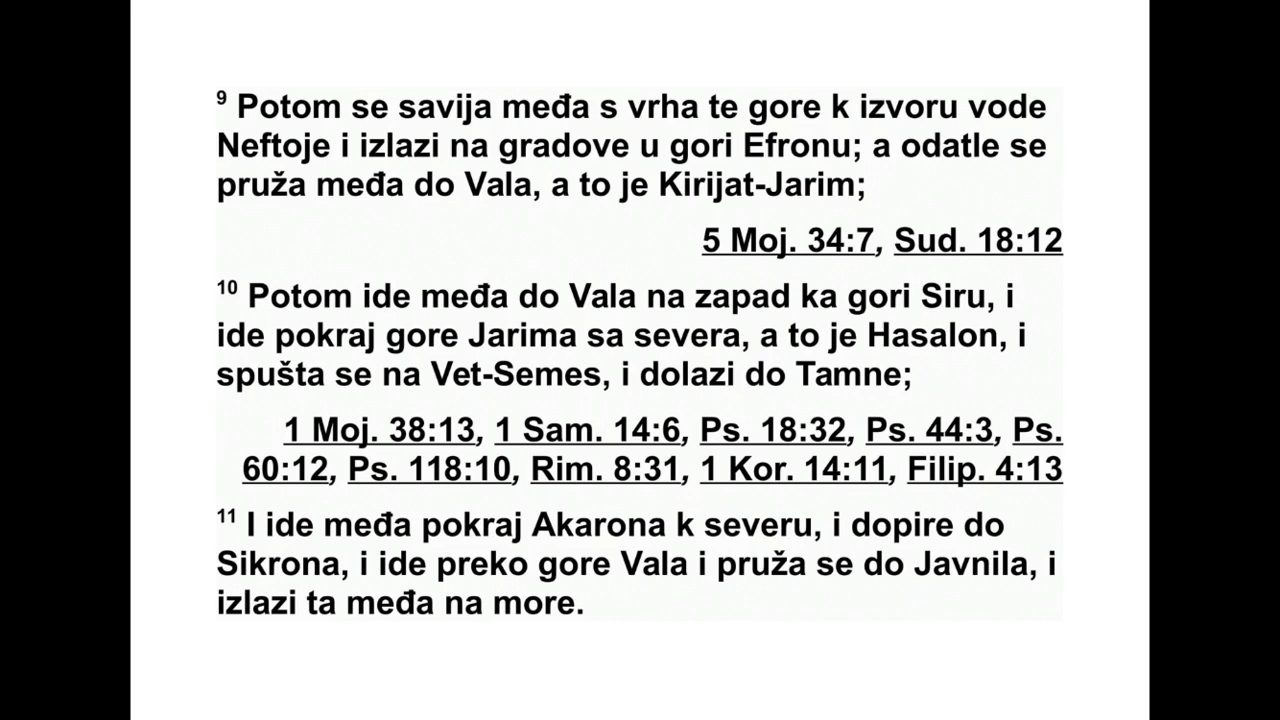 9 Potom se savija međa s vrha te gore k izvoru vode
Neftoje i izlazi na gradove u gori Efronu; a odatle se
pruža međa do Vala, a to je Kirijat-Jarim;
5 Moj. 34:7, Sud. 18:12
10 Potom ide međa do Vala na zapad ka gori Siru, i
ide pokraj gore Jarima sa severa, a to je Hasalon, i
spušta se na Vet-Semes, i dolazi do Tamne;
1 Moj. 38:13, 1 Sam. 14:6, Ps. 18:32, Ps. 44:3, Ps.
60:12, Ps. 118:10, Rim. 8:31, 1 Kor. 14:11, Filip. 4:13
11 I ide međa pokraj Akarona k severu, i dopire do
Sikrona, i ide preko gore Vala i pruža se do Javnila, i
izlazi ta međa na more.